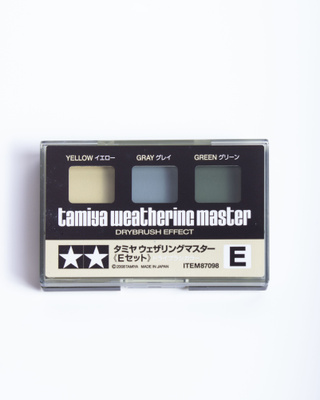 YELLOW イエロー GRAY グレイ GREEN グリーン
tamiya weathering master
DRYBRUSH EFFECT
タミヤ ウェザリングマスター
《Eセット》 E
©2008 TAMIYA MADE IN JAPAN ITEM87098